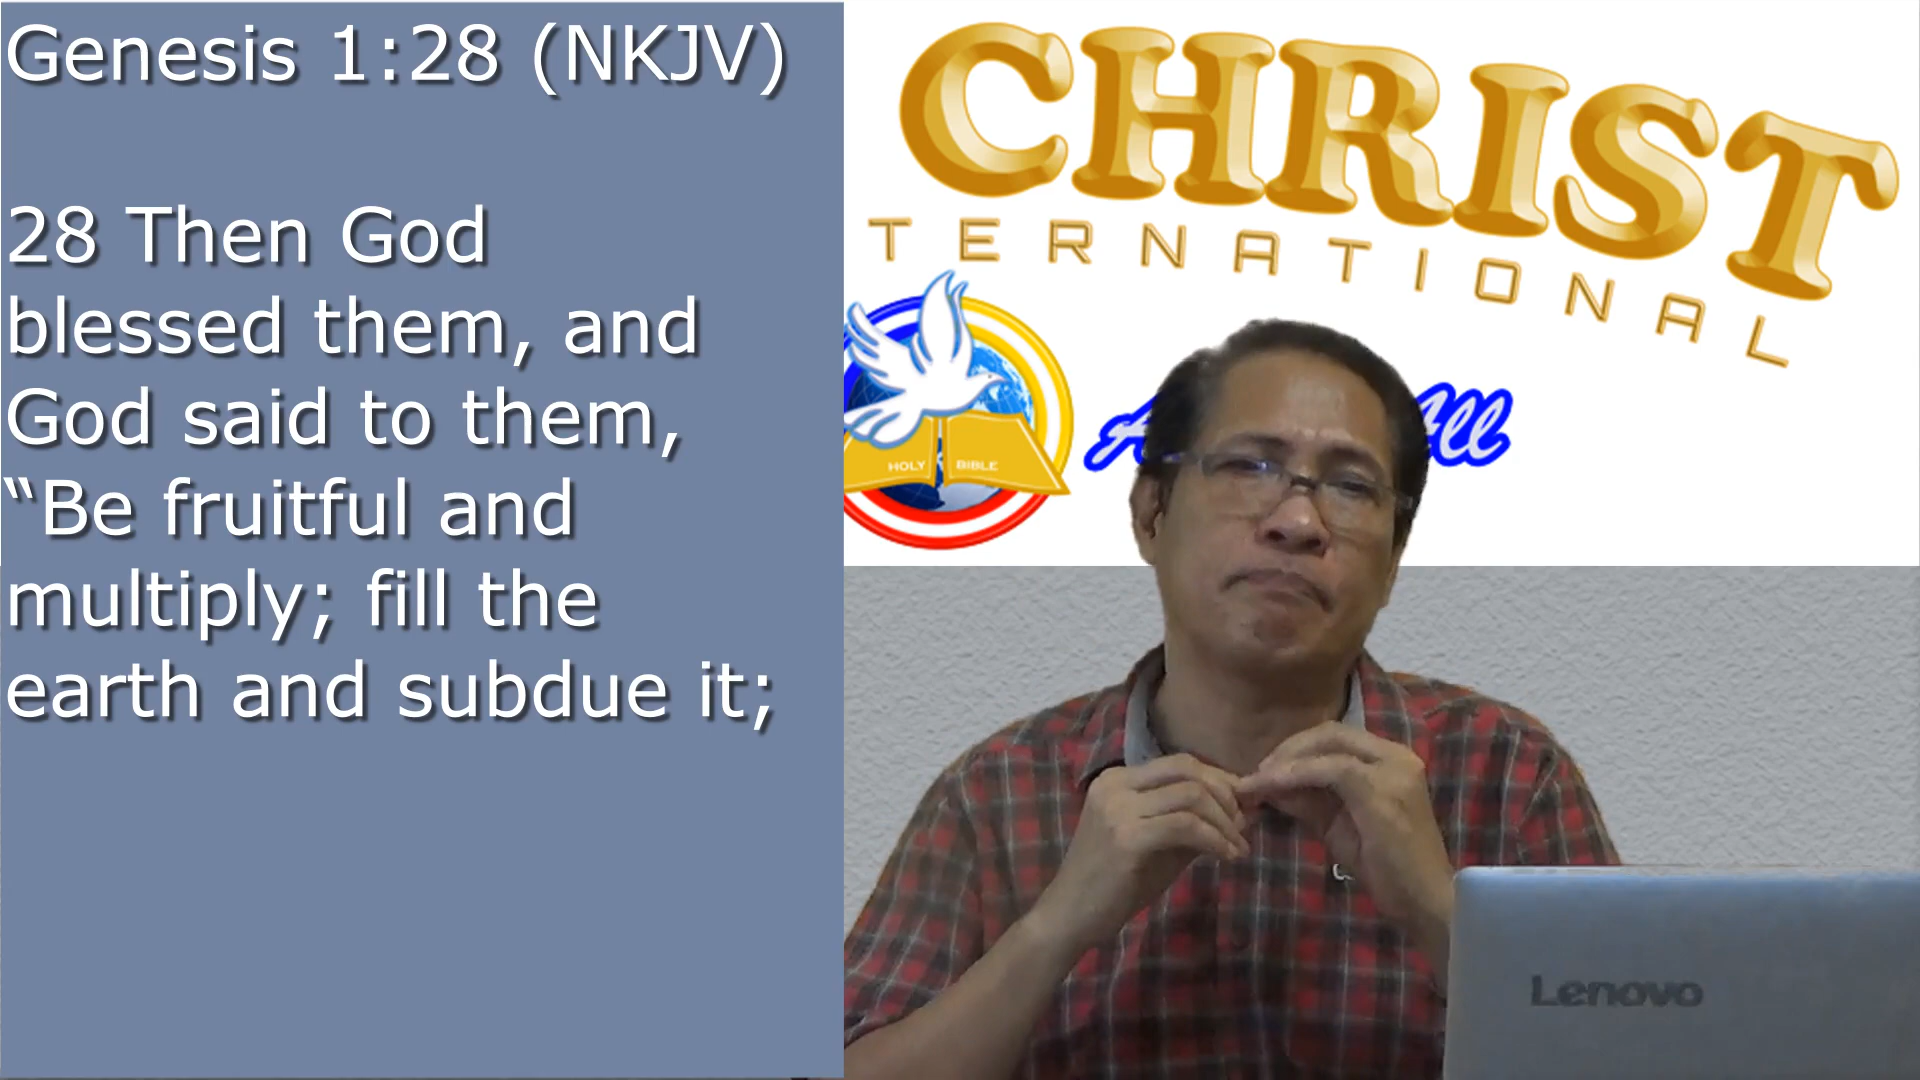 Genesis 1:28 (NKJV)
28 Then God
blessed them, and
God said to them,
“Be fruitful and
multiply; fill the
earth and subdue it;
CHRIST
TERNATIONAL
HOLY BIBLE
All
Lenovo